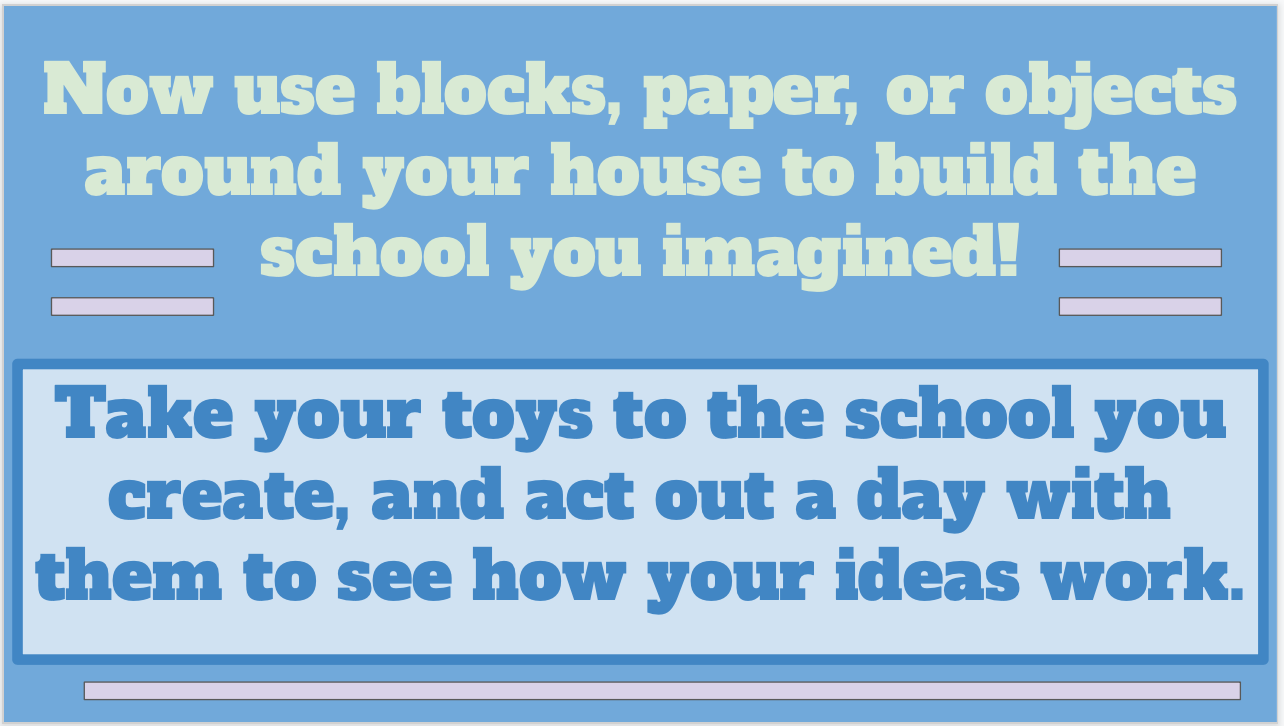 Now use blocks, paper, or objects
around your house to build the
school you imagined!
Take your toys to the school you
create, and act out a day with
them to see how your ideas work.